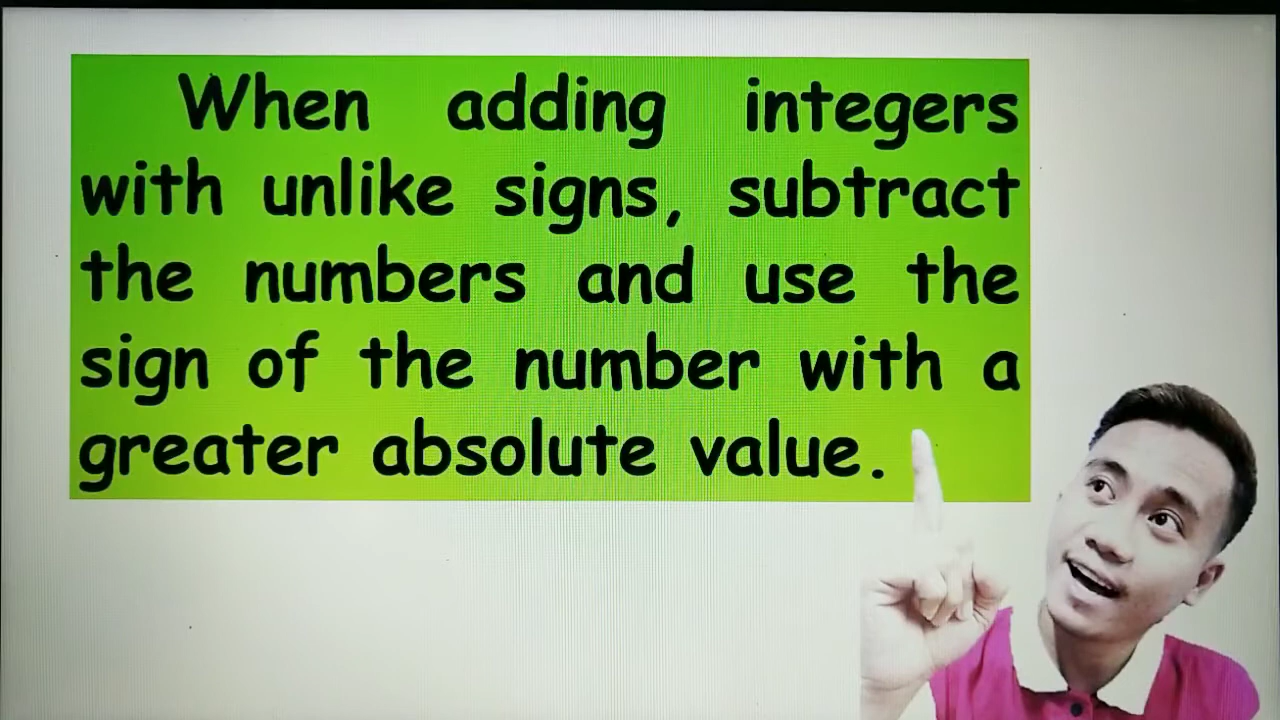 When adding integers
with unlike signs, subtract
the numbers and use the
sign of the number with a
greater absolute value.